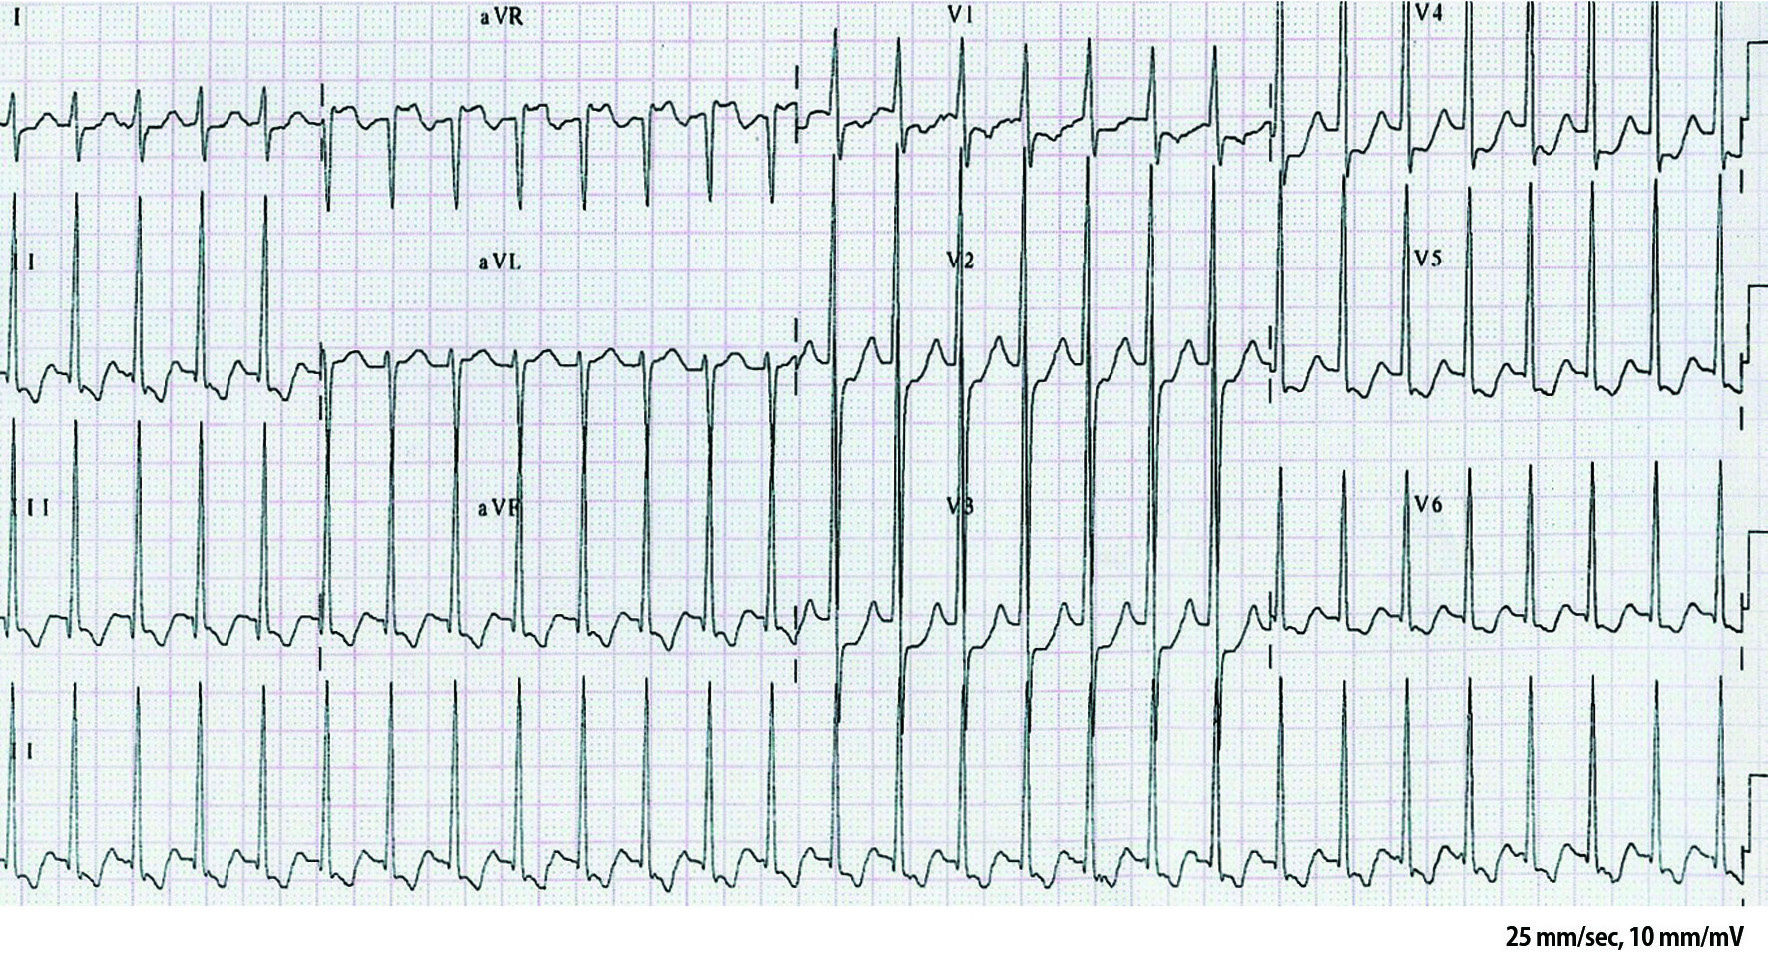 I aVR V1 V4
II aVL V2 V5
III aVF V3 V6
II
25 mm/sec, 10 mm/mV